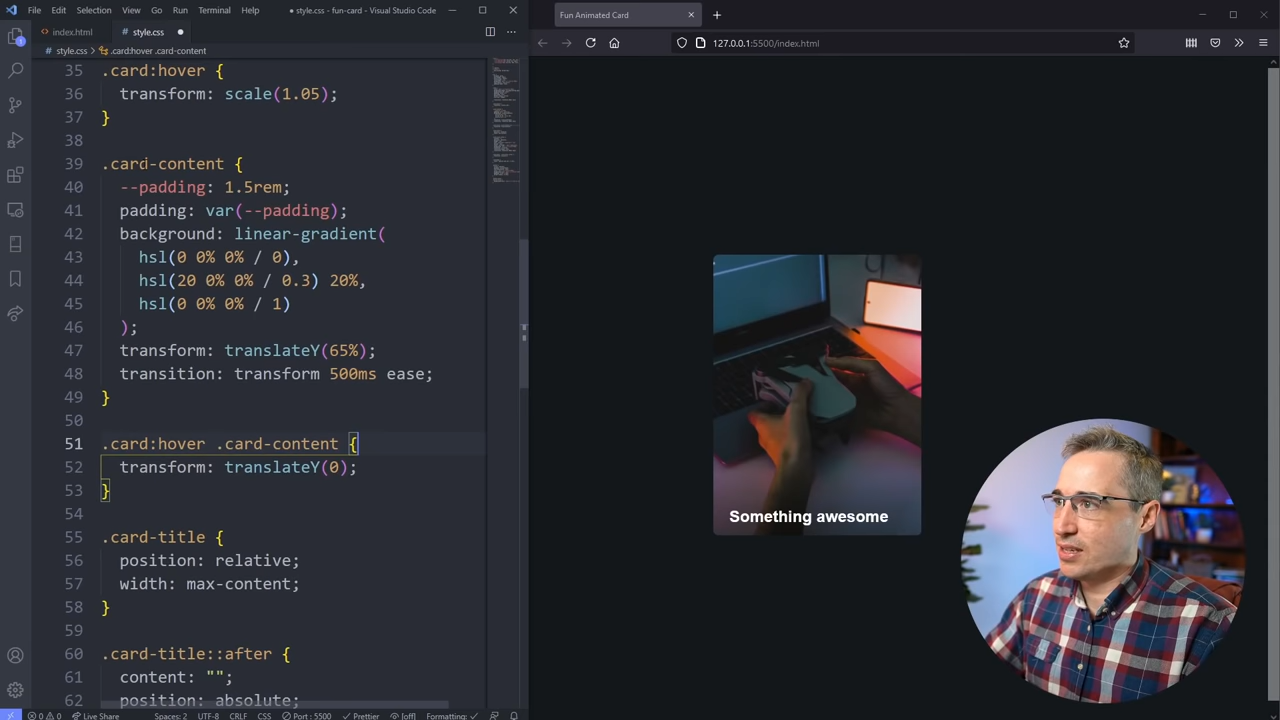 File Edit Selection View Go Run Terminal Help
● style.css - fun-card - Visual Studio Code
Fun Animated Card
index.html
# style.css
127.0.0.1:5500/index.html
# style.css > .card:hover .card-content
35 .card:hover {
36 transform: scale(1.05);
37 }
38
39 .card-content {
40 --padding: 1.5rem;
41 padding: var(--padding);
42 background: linear-gradient(
43 hsl(0 0% 0% / 0),
44 hsl(20 0% 0% / 0.3) 20%,
45 hsl(0 0% 0% / 1)
46 );
47 transform: translateY(65%);
48 transition: transform 500ms ease;
49 }
50
51 .card:hover .card-content {
52 transform: translateY(0);
53 }
54
55 .card-title {
56 position: relative;
57 width: max-content;
58 }
59
60 .card-title::after {
61 content: "";
62 position: absolute;
Something awesome
0 0 Live Share Spaces: 2 UTF-8 CRLF CSS Port : 5500 Prettier [off] Formatting: ✓